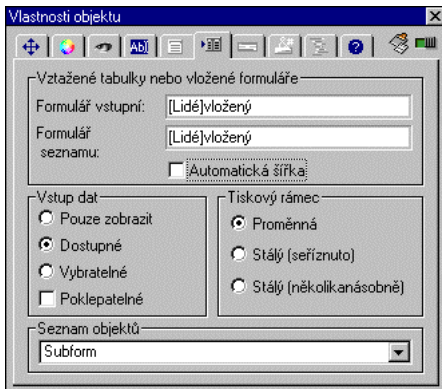 Vlastnosti objektu
Ab
?
Vztažené tabulky nebo vložené formuláře
Formulář vstupní:
[Lidé]vložený
Formulář
seznamu:
[Lidé]vložený
Automatická šířka
Vstup dat
Pouze zobrazit
Dostupné
Vybratelné
Poklepatelné
Tiskový rámec
Proměnná
Stálý (seříznuto)
Stálý (několikanásobně)
Seznam objektů
Subform